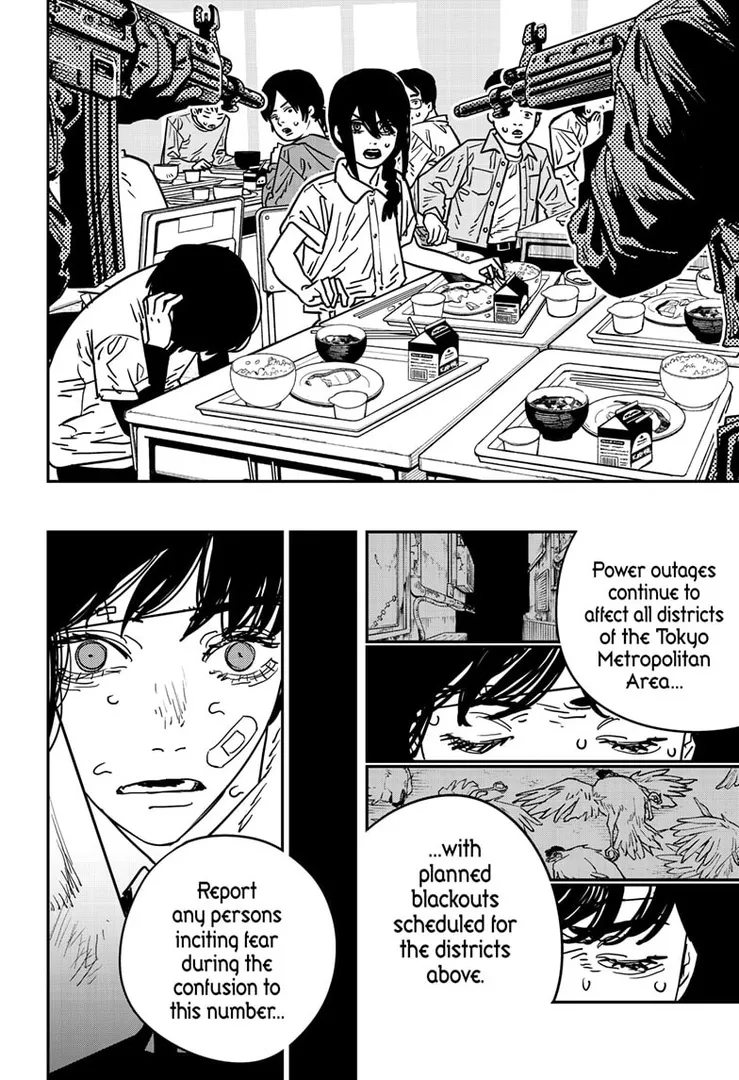 Power outages
continue to
affect all districts
of the Tokyo
Metropolitan
Area...
...with
planned
blackouts
scheduled for
the districts
above.
Report
any persons
inciting fear
during the
confusion to
this number...